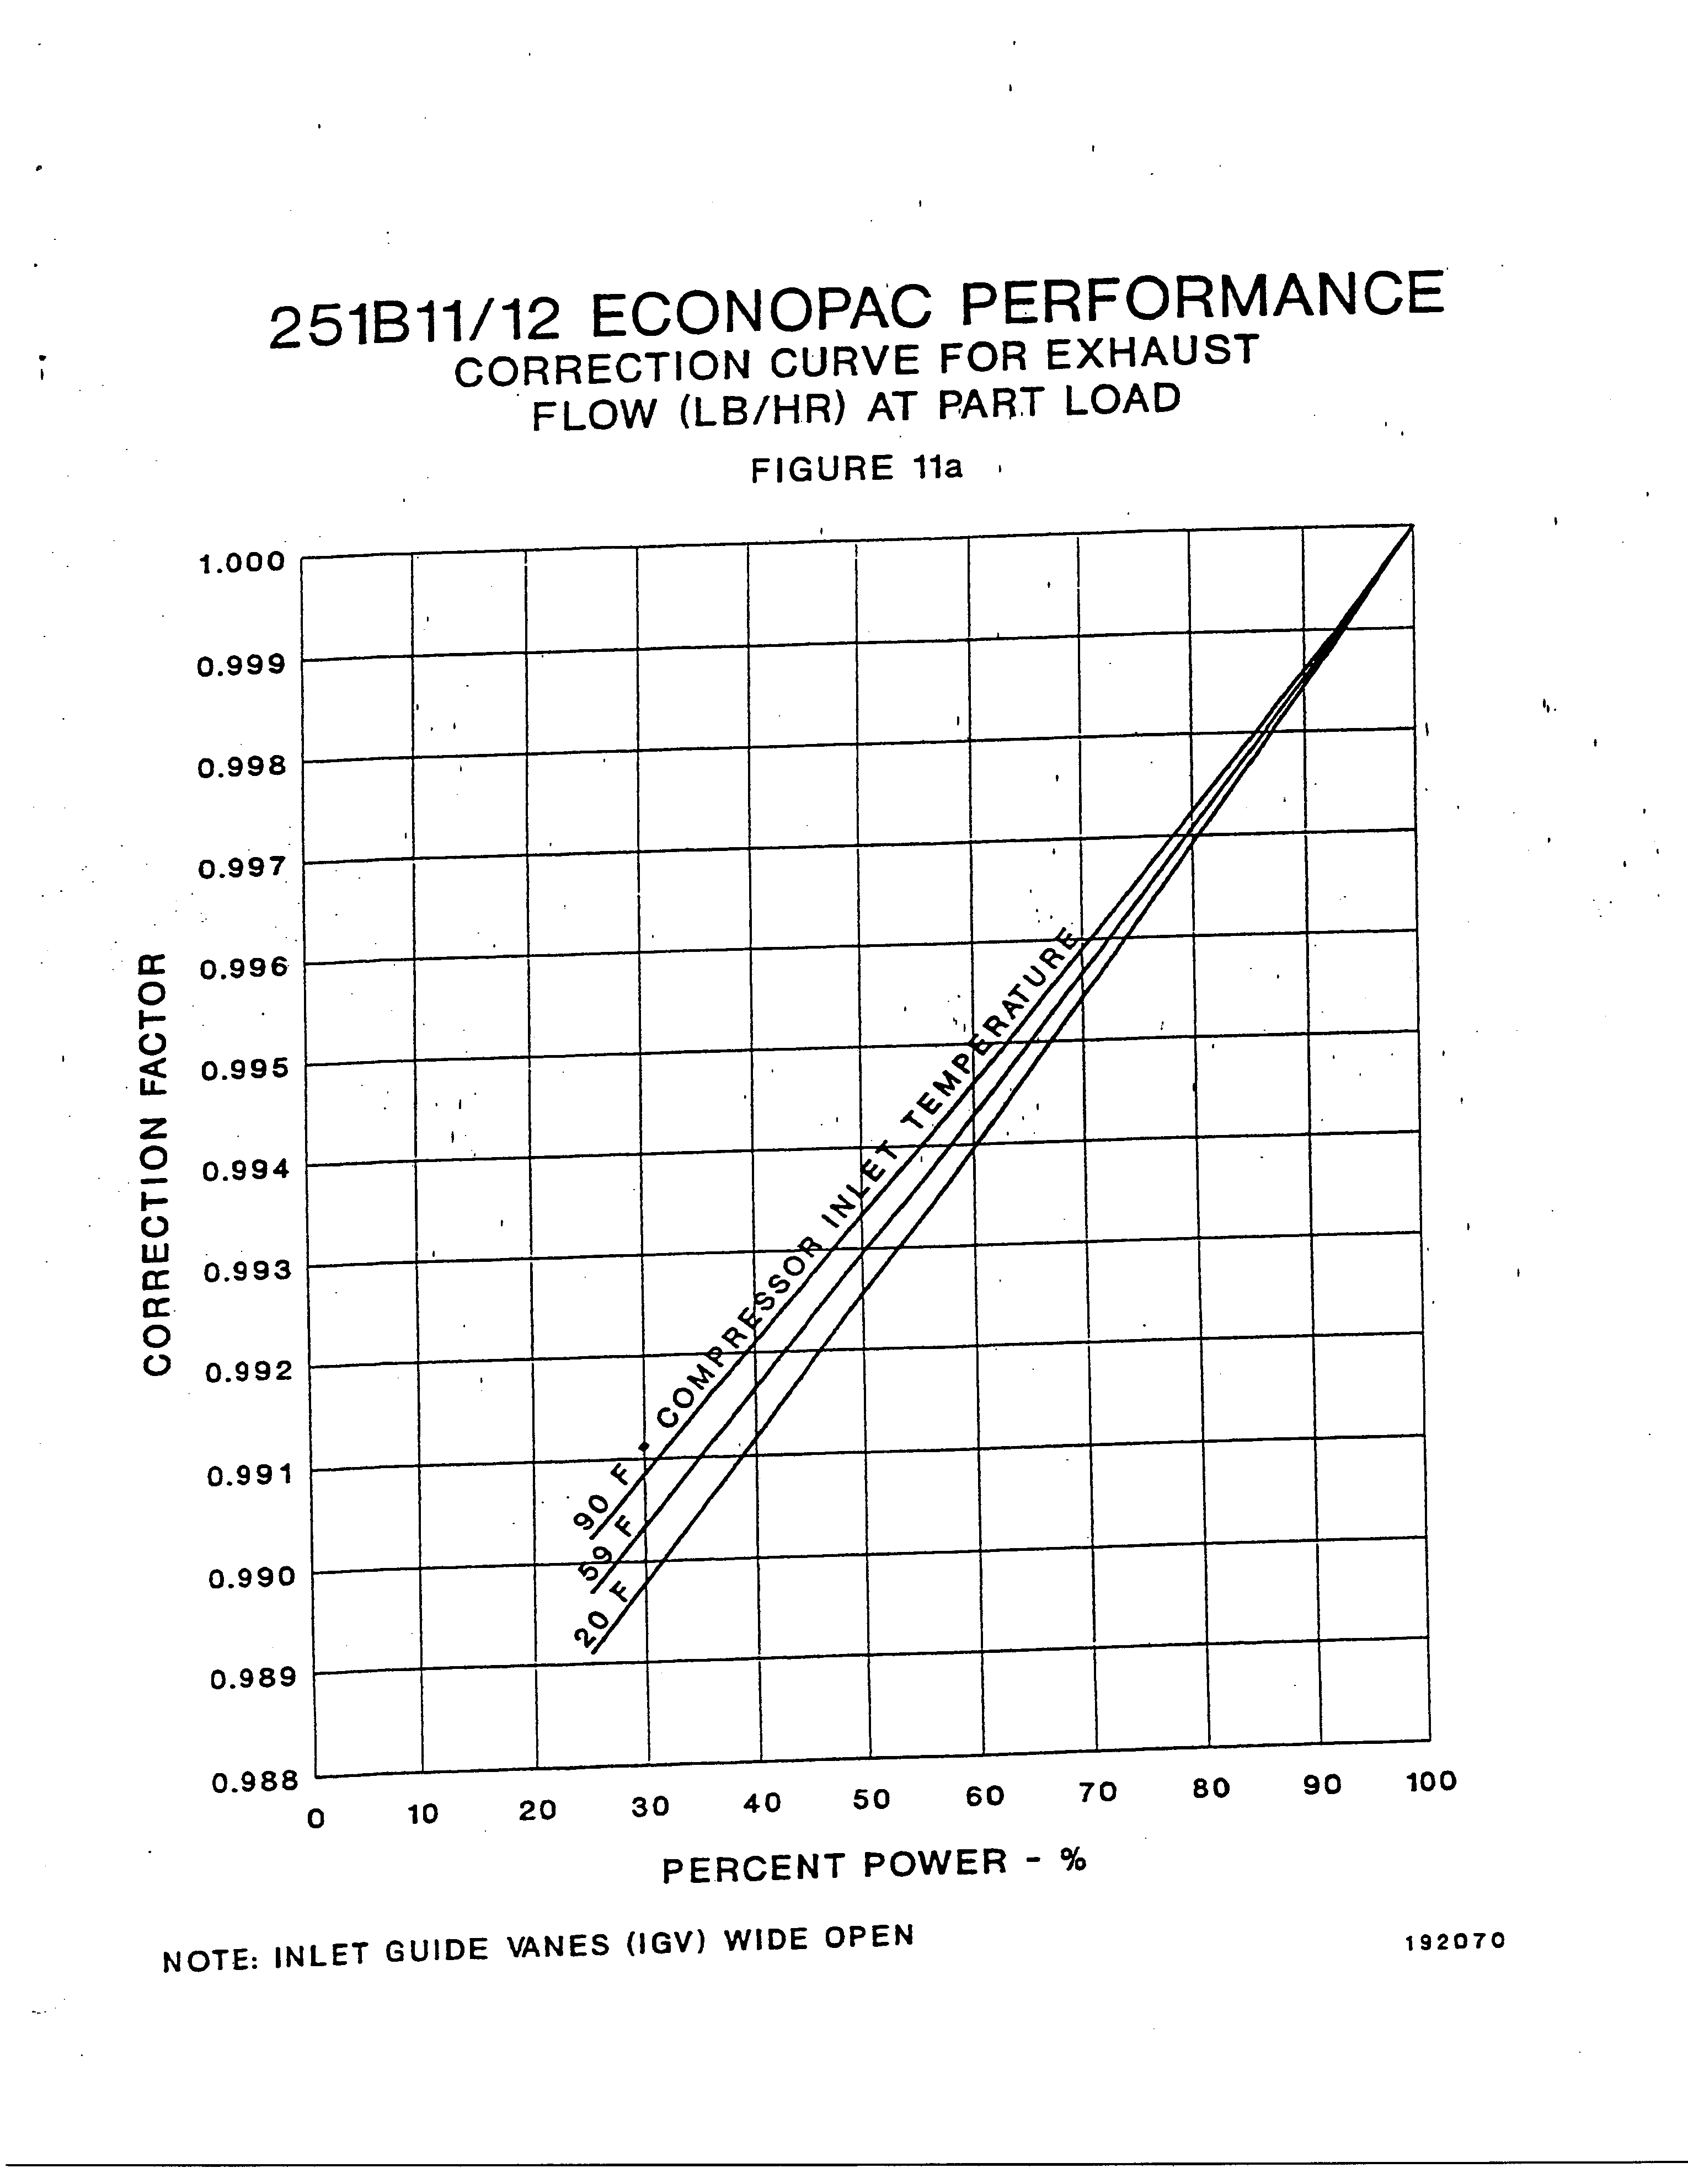 251B11/12 ECONOPAC PERFORMANCE
CORRECTION CURVE FOR EXHAUST
FLOW (LB/HR) AT PART LOAD
FIGURE 11a
1.000
0.999
0.998
0.997
0.996
0.995
0.994
0.993
0.992
0.991
0.990
0.989
0.988
CORRECTION FACTOR
90 F - COMPRESSOR INLET TEMPERATURE
59 F
20 F
0 10 20 30 40 50 60 70 80 90 100
PERCENT POWER - %
NOTE: INLET GUIDE VANES (IGV) WIDE OPEN
192070